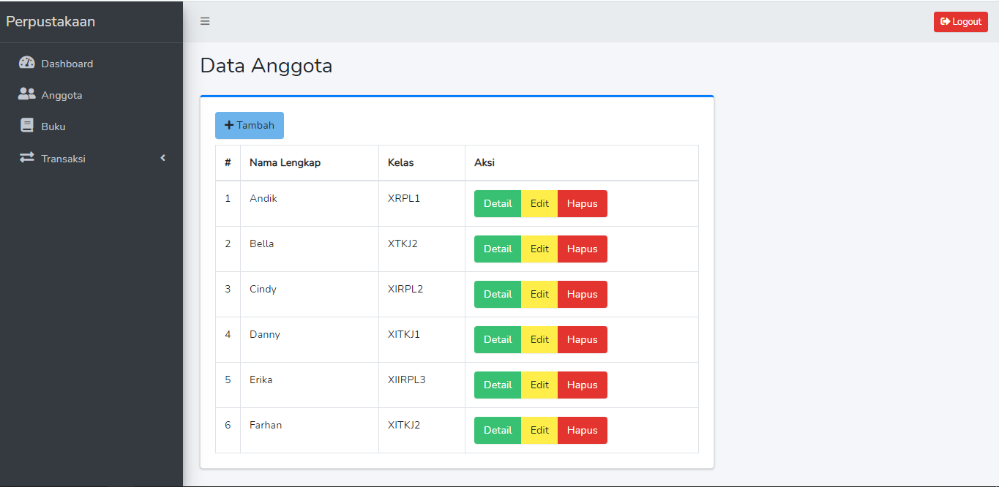 Perpustakaan
Logout
Dashboard
Anggota
Buku
Transaksi
Data Anggota
Tambah
# Nama Lengkap Kelas Aksi
1 Andik XRPL1 Detail Edit Hapus
2 Bella XTKJ2 Detail Edit Hapus
3 Cindy XIRPL2 Detail Edit Hapus
4 Danny XITKJ1 Detail Edit Hapus
5 Erika XIIRPL3 Detail Edit Hapus
6 Farhan XITKJ2 Detail Edit Hapus